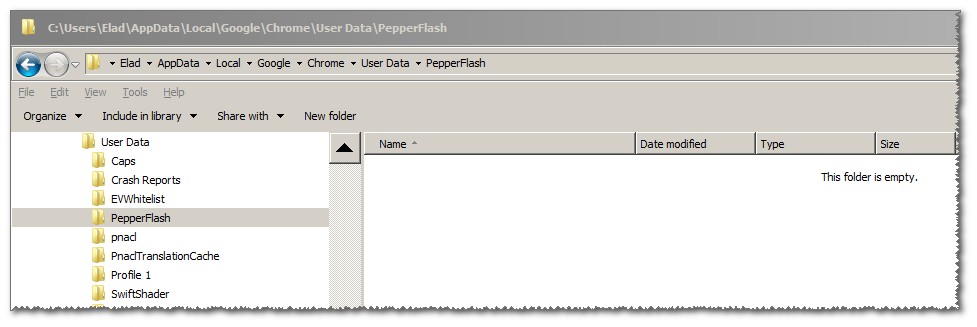 C:\Users\Elad\AppData\Local\Google\Chrome\User Data\PepperFlash
Elad AppData Local Google Chrome User Data PepperFlash
File Edit View Tools Help
Organize Include in library Share with New folder
User Data
Caps
Crash Reports
EVWhitelist
PepperFlash
pnacl
PnaclTranslationCache
Profile 1
SwiftShader
Name Date modified Type Size
This folder is empty.